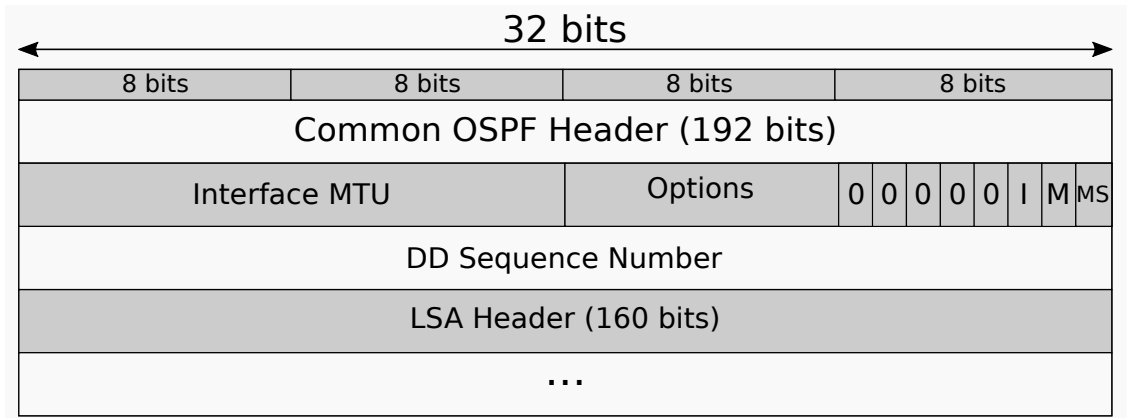 32 bits
8 bits 8 bits 8 bits 8 bits
Common OSPF Header (192 bits)
Interface MTU Options 0 0 0 0 0 I M MS
DD Sequence Number
LSA Header (160 bits)
...